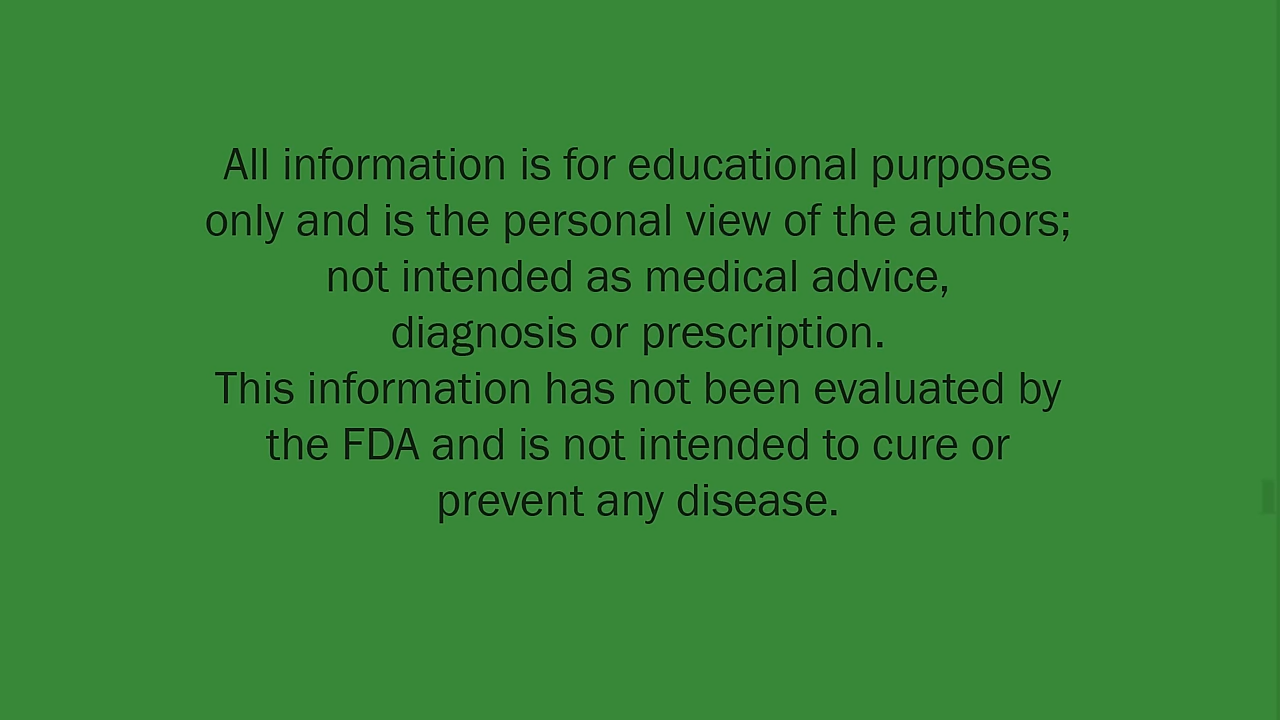 All information is for educational purposes
only and is the personal view of the authors;
not intended as medical advice,
diagnosis or prescription.
This information has not been evaluated by
the FDA and is not intended to cure or
prevent any disease.